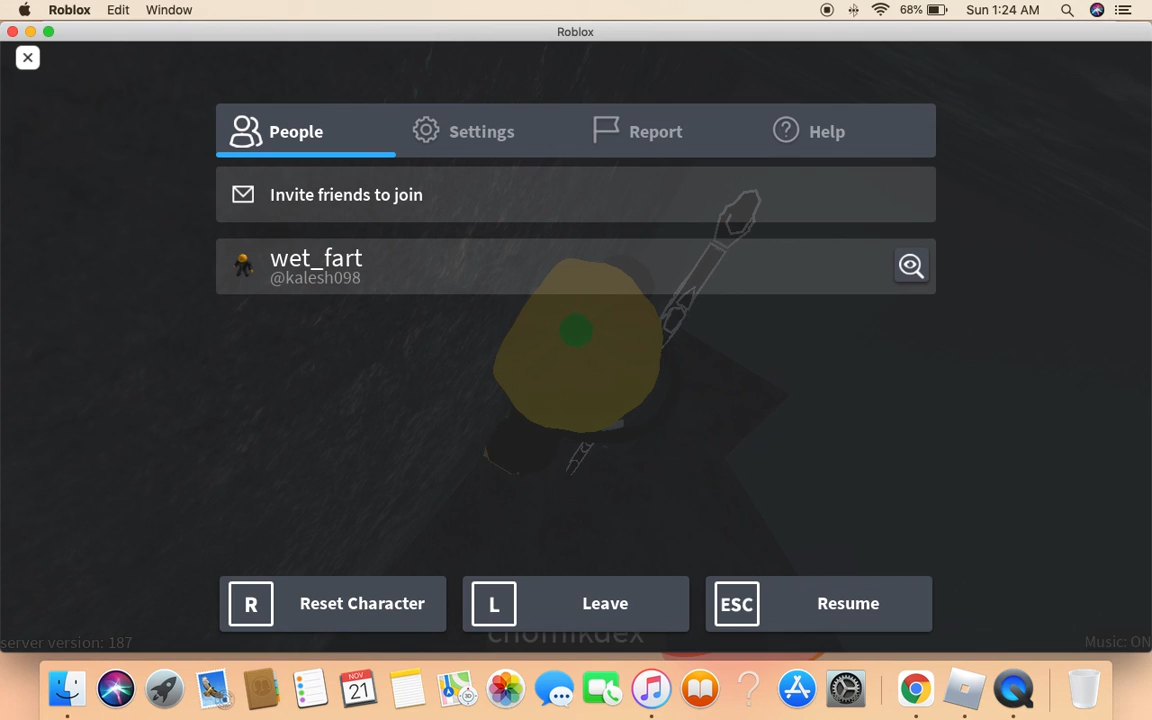 Roblox Edit Window 68% Sun 1:24 AM
Roblox
People Settings Report Help
Invite friends to join
wet_fart
@kalesh098
R Reset Character L Leave ESC Resume
chomikdex
server version: 187 Music: ON
NOV
21